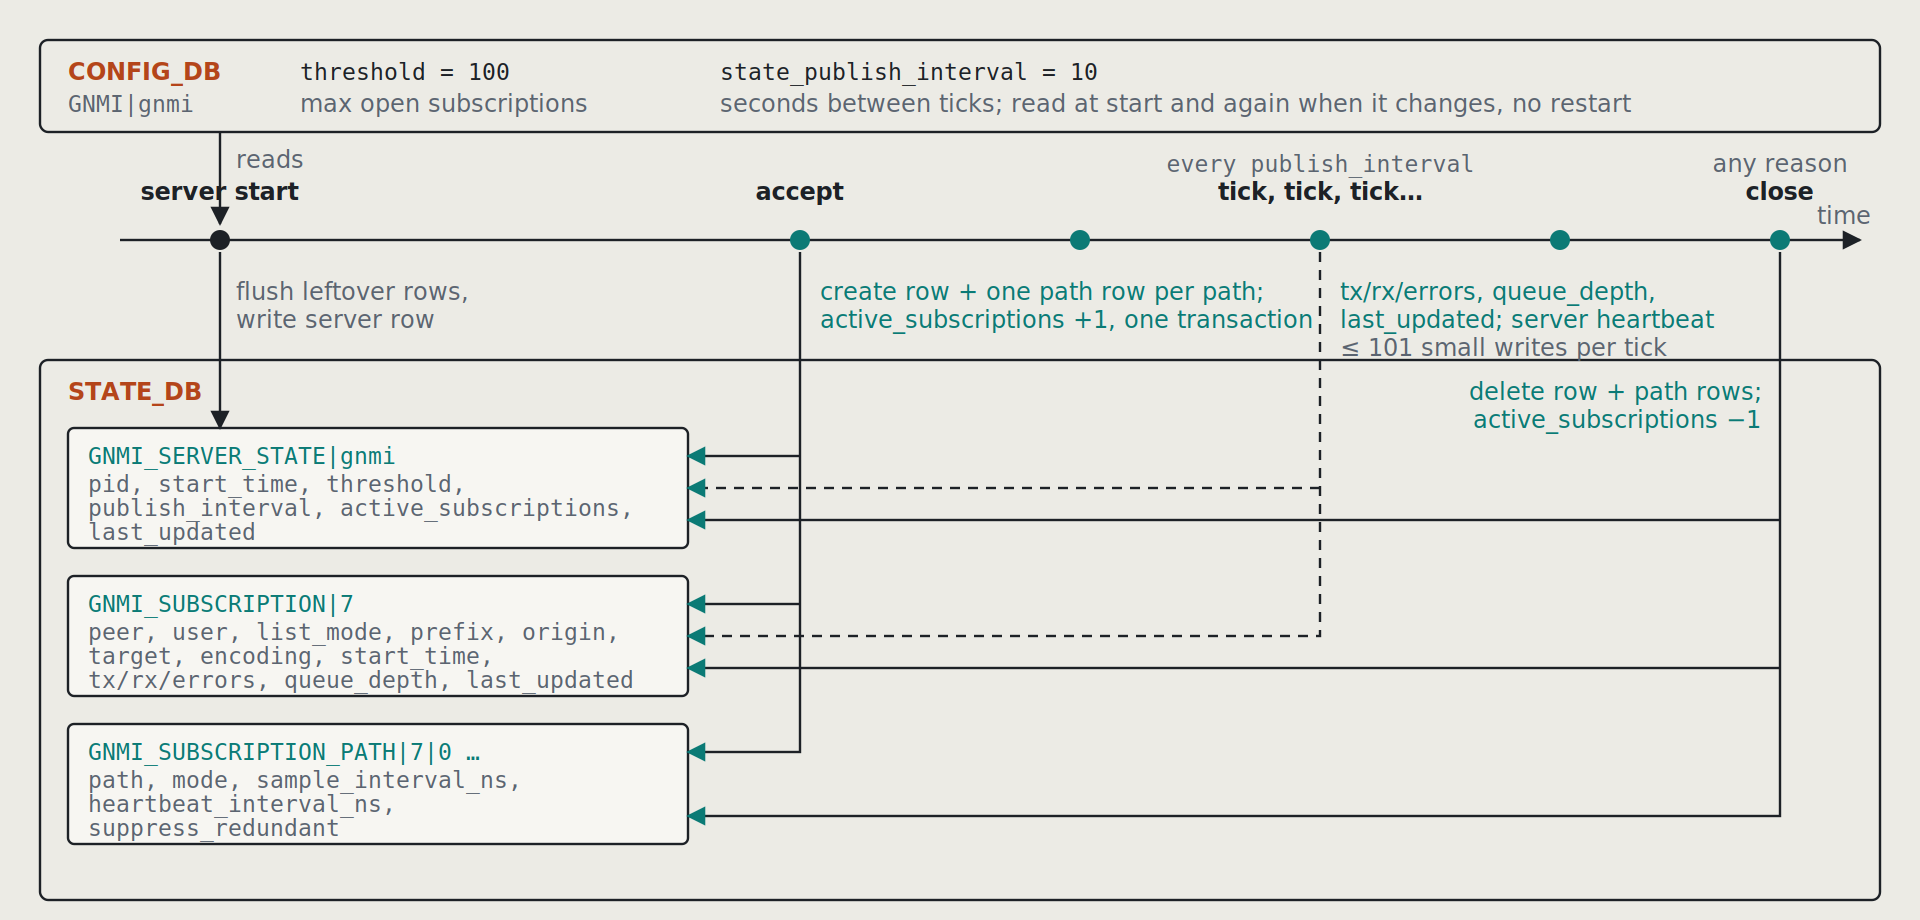 CONFIG_DB
threshold = 100
state_publish_interval = 10
GNMI|gnmi
max open subscriptions
seconds between ticks; read at start and again when it changes, no restart
reads
server start
accept
every publish_interval
tick, tick, tick…
any reason
close
time
flush leftover rows,
write server row
create row + one path row per path;
active_subscriptions +1, one transaction
tx/rx/errors, queue_depth,
last_updated; server heartbeat
≤ 101 small writes per tick
STATE_DB
delete row + path rows;
active_subscriptions −1
GNMI_SERVER_STATE|gnmi
pid, start_time, threshold,
publish_interval, active_subscriptions,
last_updated
GNMI_SUBSCRIPTION|7
peer, user, list_mode, prefix, origin,
target, encoding, start_time,
tx/rx/errors, queue_depth, last_updated
GNMI_SUBSCRIPTION_PATH|7|0 …
path, mode, sample_interval_ns,
heartbeat_interval_ns,
suppress_redundant